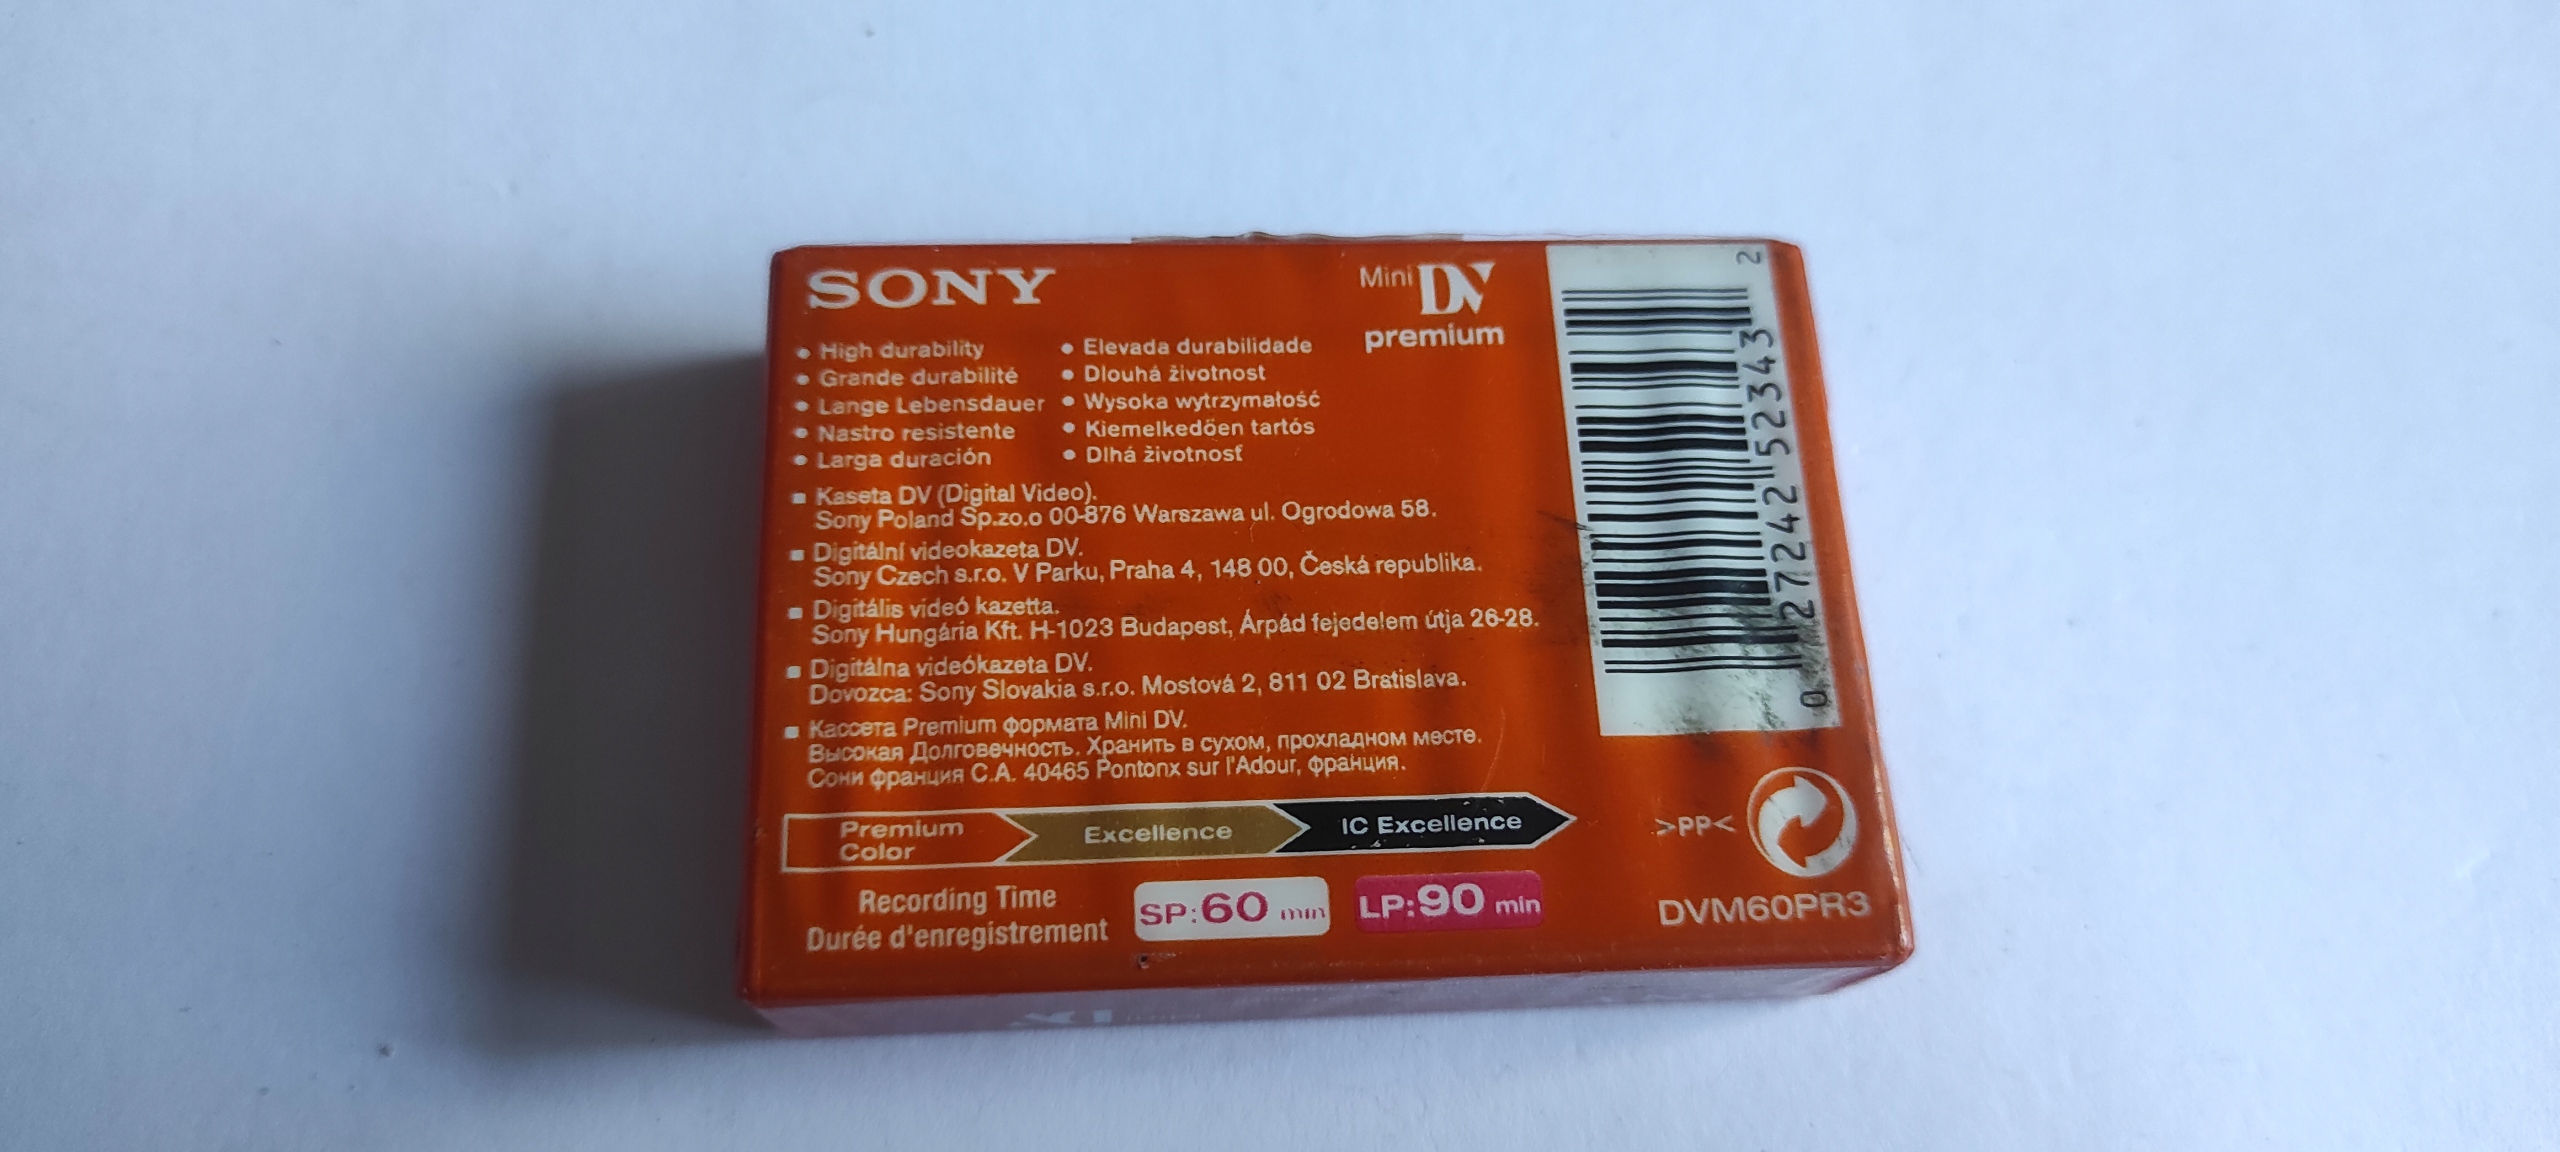 SONY
Mini DV
premium
• High durability
• Grande durabilité
• Lange Lebensdauer
• Nastro resistente
• Larga duración
• Elevada durabilidade
• Dlouhá životnost
• Wysoka wytrzymałość
• Kiemelkedően tartós
• Dlhá životnosť
▪ Kaseta DV (Digital Video).
Sony Poland Sp.zo.o 00-876 Warszawa ul. Ogrodowa 58.
▪ Digitální videokazeta DV.
Sony Czech s.r.o. V Parku, Praha 4, 148 00, Česká republika.
▪ Digitális videó kazetta.
Sony Hungária Kft. H-1023 Budapest, Árpád fejedelem útja 26-28.
▪ Digitálna videókazeta DV.
Dovozca: Sony Slovakia s.r.o. Mostová 2, 811 02 Bratislava.
▪ Кассета Premium формата Mini DV.
Высокая Долговечность. Хранить в сухом, прохладном месте.
Сони франция С.А. 40465 Pontonx sur l'Adour, франция.
Premium
Color
Excellence
IC Excellence
Recording Time
Durée d'enregistrement
SP:60 min
LP:90 min
0 27242 52343 2
>PP<
DVM60PR3